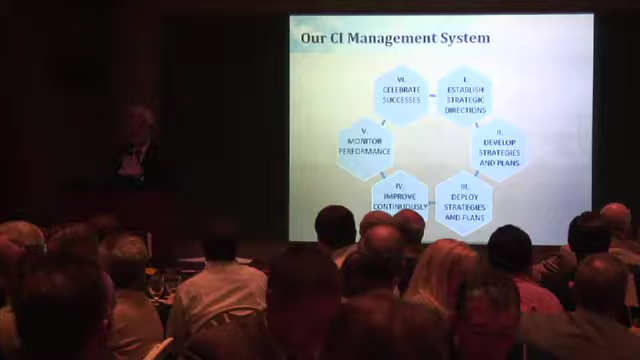 Our CI Management System
VI.
CELEBRATE
SUCCESSES
I.
ESTABLISH
STRATEGIC
DIRECTIONS
V.
MONITOR
PERFORMANCE
II.
DEVELOP
STRATEGIES
AND PLANS
IV.
IMPROVE
CONTINUOUSLY
III.
DEPLOY
STRATEGIES
AND PLANS